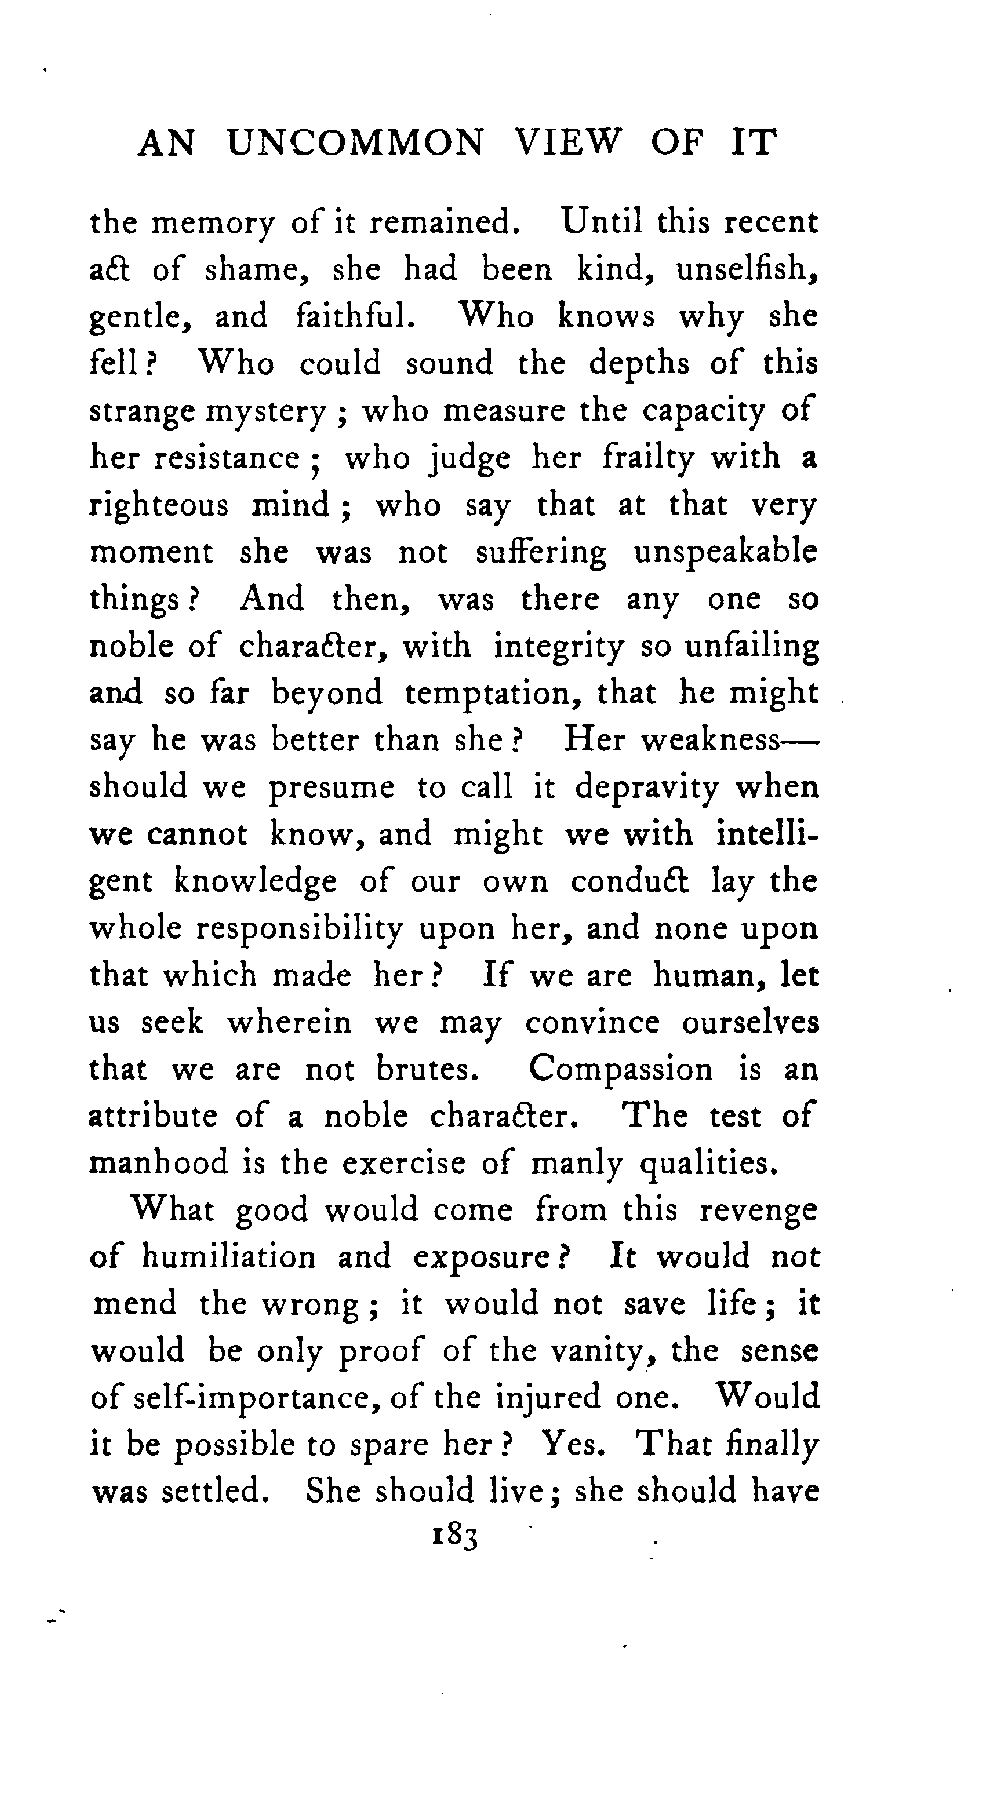 AN UNCOMMON VIEW OF IT
the memory of it remained. Until this recent
act of shame, she had been kind, unselfish,
gentle, and faithful. Who knows why she
fell? Who could sound the depths of this
strange mystery; who measure the capacity of
her resistance; who judge her frailty with a
righteous mind; who say that at that very
moment she was not suffering unspeakable
things? And then, was there any one so
noble of character, with integrity so unfailing
and so far beyond temptation, that he might
say he was better than she? Her weakness—
should we presume to call it depravity when
we cannot know, and might we with intelli-
gent knowledge of our own conduct lay the
whole responsibility upon her, and none upon
that which made her? If we are human, let
us seek wherein we may convince ourselves
that we are not brutes. Compassion is an
attribute of a noble character. The test of
manhood is the exercise of manly qualities.
What good would come from this revenge
of humiliation and exposure? It would not
mend the wrong; it would not save life; it
would be only proof of the vanity, the sense
of self-importance, of the injured one. Would
it be possible to spare her? Yes. That finally
was settled. She should live; she should have
183